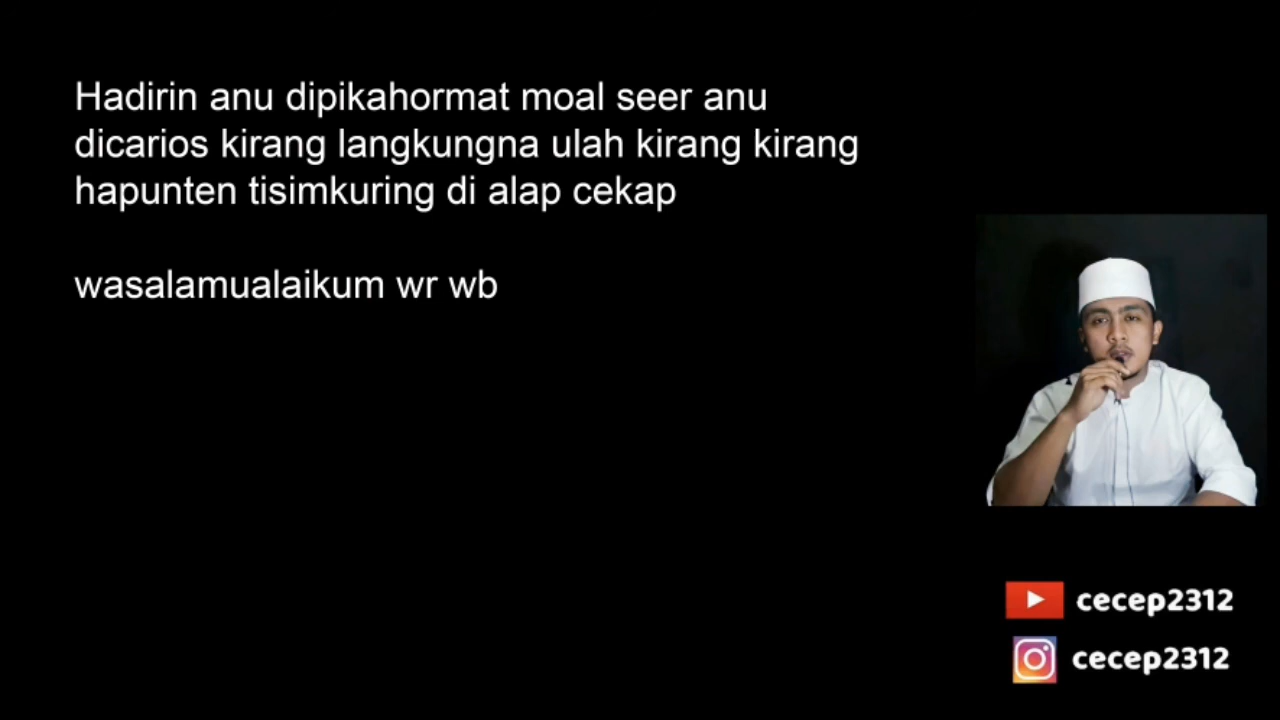 Hadirin anu dipikahormat moal seer anu
dicarios kirang langkungna ulah kirang kirang
hapunten tisimkuring di alap cekap
wasalamualaikum wr wb
cecep2312
cecep2312